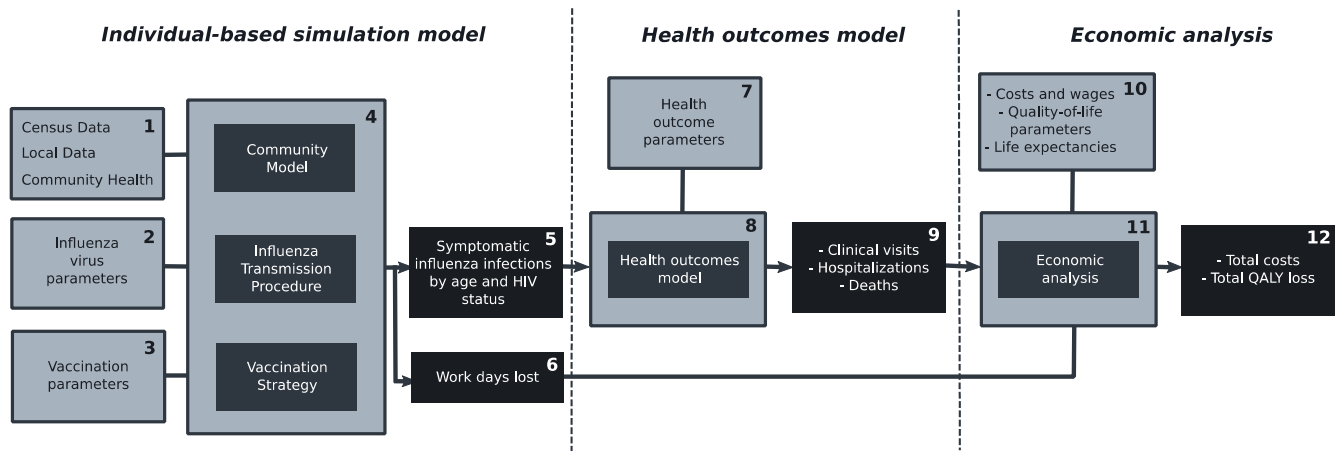 Individual-based simulation model
Health outcomes model
Economic analysis
1
Census Data
Local Data
Community Health
2
Influenza
virus
parameters
3
Vaccination
parameters
4
Community
Model
Influenza
Transmission
Procedure
Vaccination
Strategy
5
Symptomatic
influenza infections
by age and HIV
status
6
Work days lost
7
Health
outcome
parameters
8
Health outcomes
model
9
- Clinical visits
- Hospitalizations
- Deaths
10
- Costs and wages
- Quality-of-life
parameters
- Life expectancies
11
Economic
analysis
12
- Total costs
- Total QALY loss